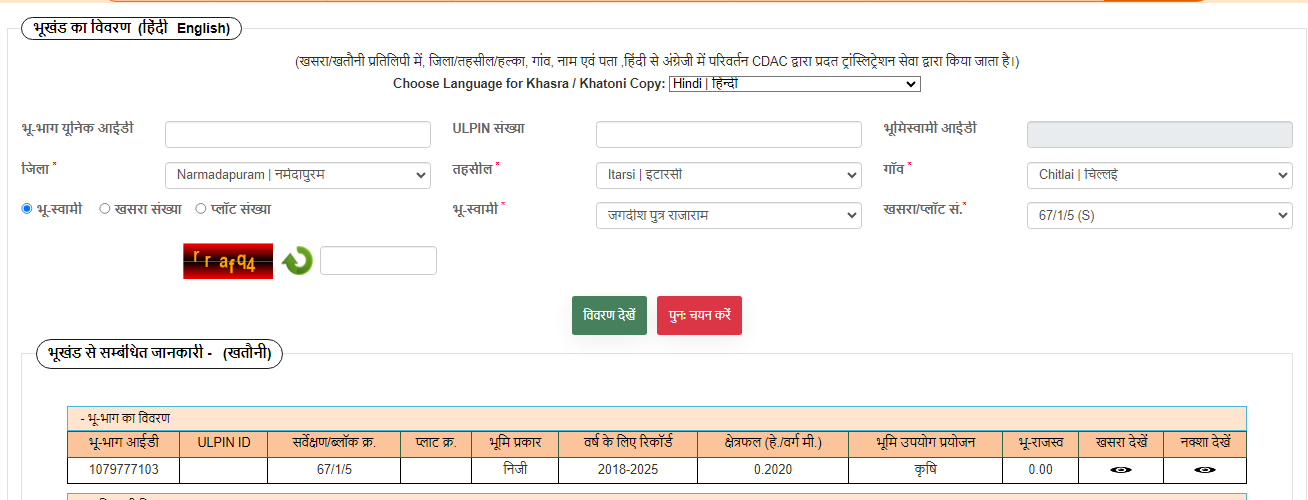 भूखंड का विवरण (हिंदी English)
(खसरा/खतौनी प्रतिलिपी में, जिला/तहसील/हल्का, गांव, नाम एवं पता ,हिंदी से अंग्रेजी में परिवर्तन CDAC द्वारा प्रदत ट्रांस्लिट्रेशन सेवा द्वारा किया जाता है।)
Choose Language for Khasra / Khatoni Copy: Hindi | हिन्दी
भू-भाग यूनिक आईडी ULPIN संख्या भूमिस्वामी आईडी
जिला * Narmadapuram | नर्मदापुरम तहसील * Itarsi | इटारसी गाँव * Chitlai | चिल्लई
भू-स्वामी खसरा संख्या प्लॉट संख्या भू-स्वामी * जगदीश पुत्र राजाराम खसरा/प्लॉट सं.* 67/1/5 (S)
r r afq4
विवरण देखें पुनः चयन करें
भूखंड से सम्बंधित जानकारी - (खतौनी)
- भू-भाग का विवरण
भू-भाग आईडी ULPIN ID सर्वेक्षण/ब्लॉक क्र. प्लाट क्र. भूमि प्रकार वर्ष के लिए रिकॉर्ड क्षेत्रफल (हे./वर्ग मी.) भूमि उपयोग प्रयोजन भू-राजस्व खसरा देखें नक्शा देखें
1079777103 67/1/5 निजी 2018-2025 0.2020 कृषि 0.00